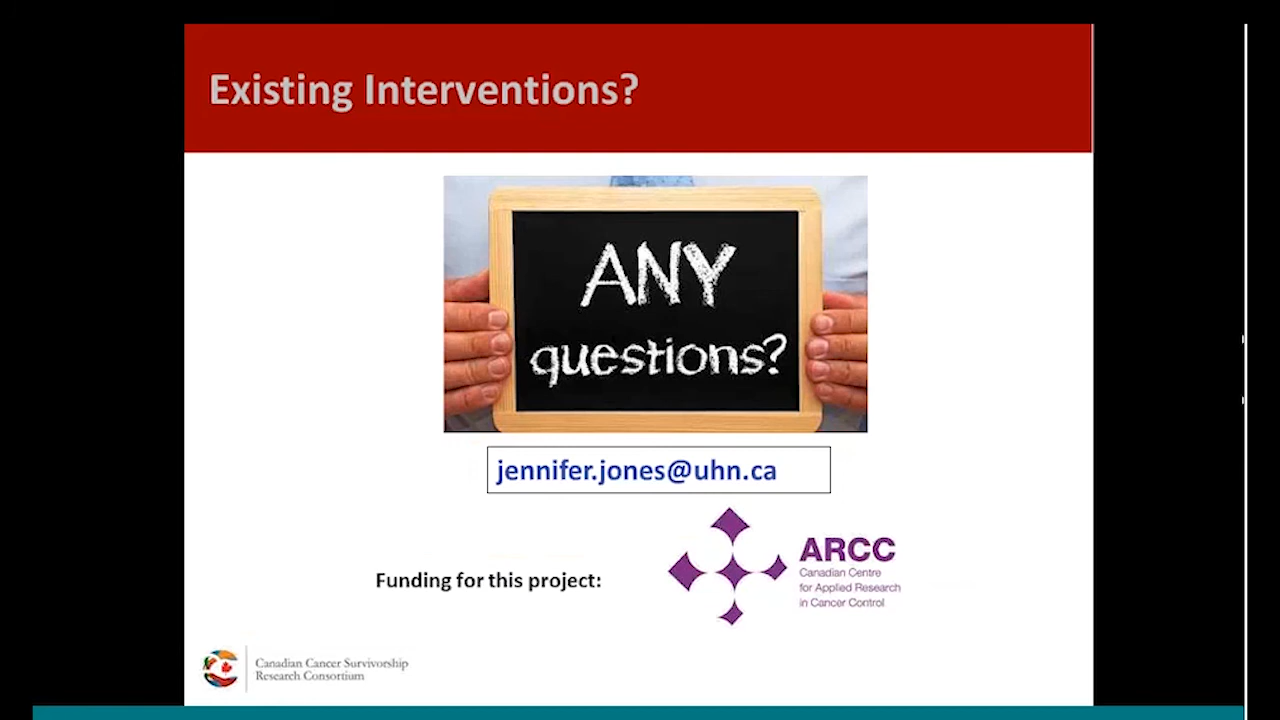 Existing Interventions?
ANY
questions?
jennifer.jones@uhn.ca
Funding for this project:
ARCC
Canadian Centre
for Applied Research
in Cancer Control
Canadian Cancer Survivorship
Research Consortium